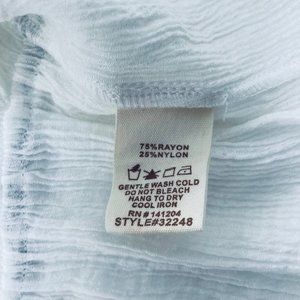 75%RAYON
25%NYLON
GENTLE WASH COLD
DO NOT BLEACH
HANG TO DRY
COOL IRON
RN# 141204
STYLE#32248